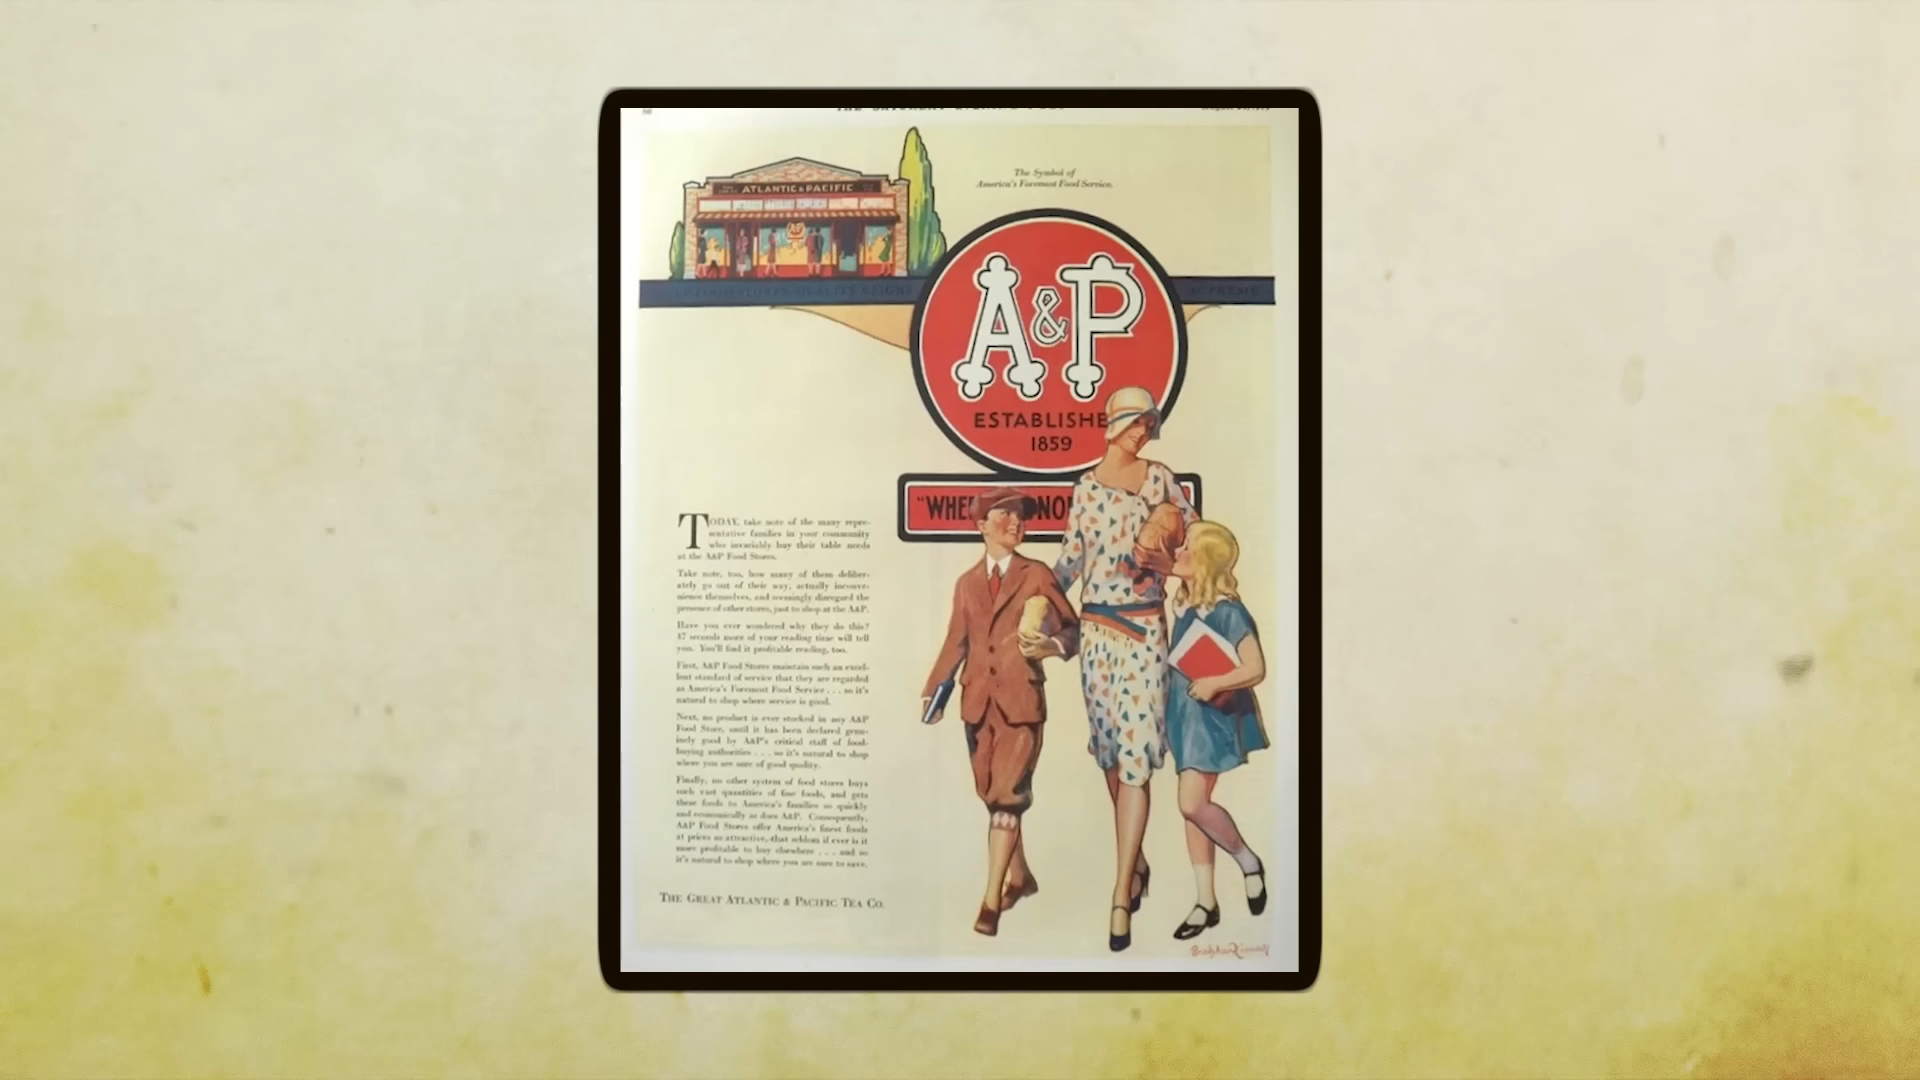 The Symbol of
America's Foremost Food Service.
ATLANTIC & PACIFIC
A&P
ESTABLISHE
1859
TODAY, take note of the many repre-
sentative families in your community
who invariably buy their table needs
at the A&P Food Stores.
Take note, too, how many of them deliber-
ately go out of their way, actually inconve-
nience themselves, and seemingly disregard the
presence of other stores, just to shop at the A&P.
Have you ever wondered why they do this?
47 seconds more of your reading time will tell
you. You'll find it profitable reading, too.
First, A&P Food Stores maintain such an excel-
lent standard of service that they are regarded
as America's Foremost Food Service . . . so it's
natural to shop where service is good.
Next, no product is ever stocked in any A&P
Food Store, until it has been declared genu-
inely good by A&P's critical staff of food-
buying authorities . . . so it's natural to shop
where you are sure of good quality.
Finally, no other system of food stores buys
such vast quantities of fine foods, and gets
these foods to America's families so quickly
and economically as does A&P. Consequently,
A&P Food Stores offer America's finest foods
at prices so attractive, that seldom if ever is it
more profitable to buy elsewhere . . . and so
it's natural to shop where you are sure to save.
THE GREAT ATLANTIC & PACIFIC TEA CO.